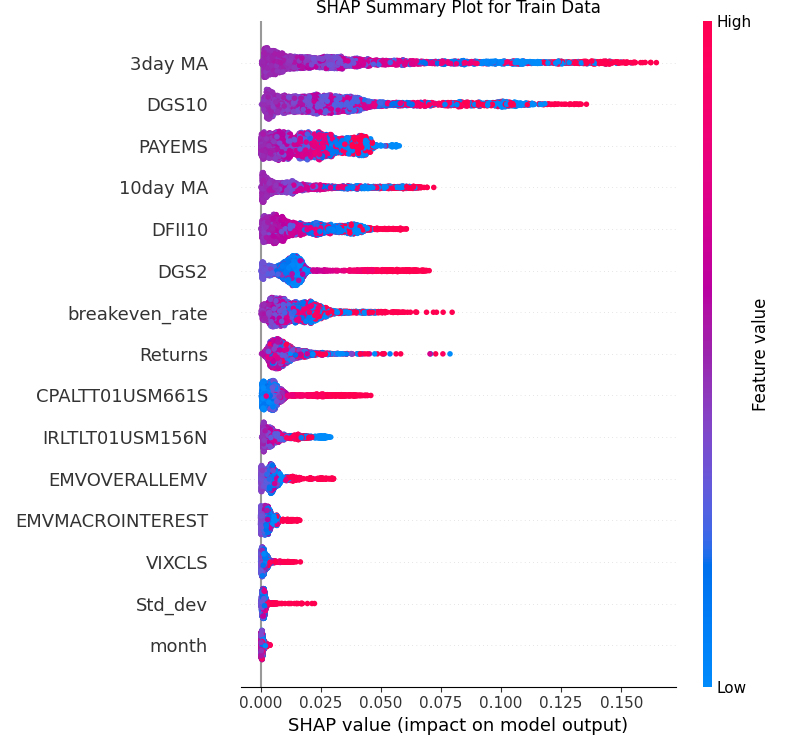 SHAP Summary Plot for Train Data
High
3day MA
DGS10
PAYEMS
10day MA
DFII10
DGS2
breakeven_rate
Returns
CPALTT01USM661S
IRLTLT01USM156N
EMVOVERALLEMV
EMVMACROINTEREST
VIXCLS
Std_dev
month
Feature value
Low
0.000 0.025 0.050 0.075 0.100 0.125 0.150
SHAP value (impact on model output)